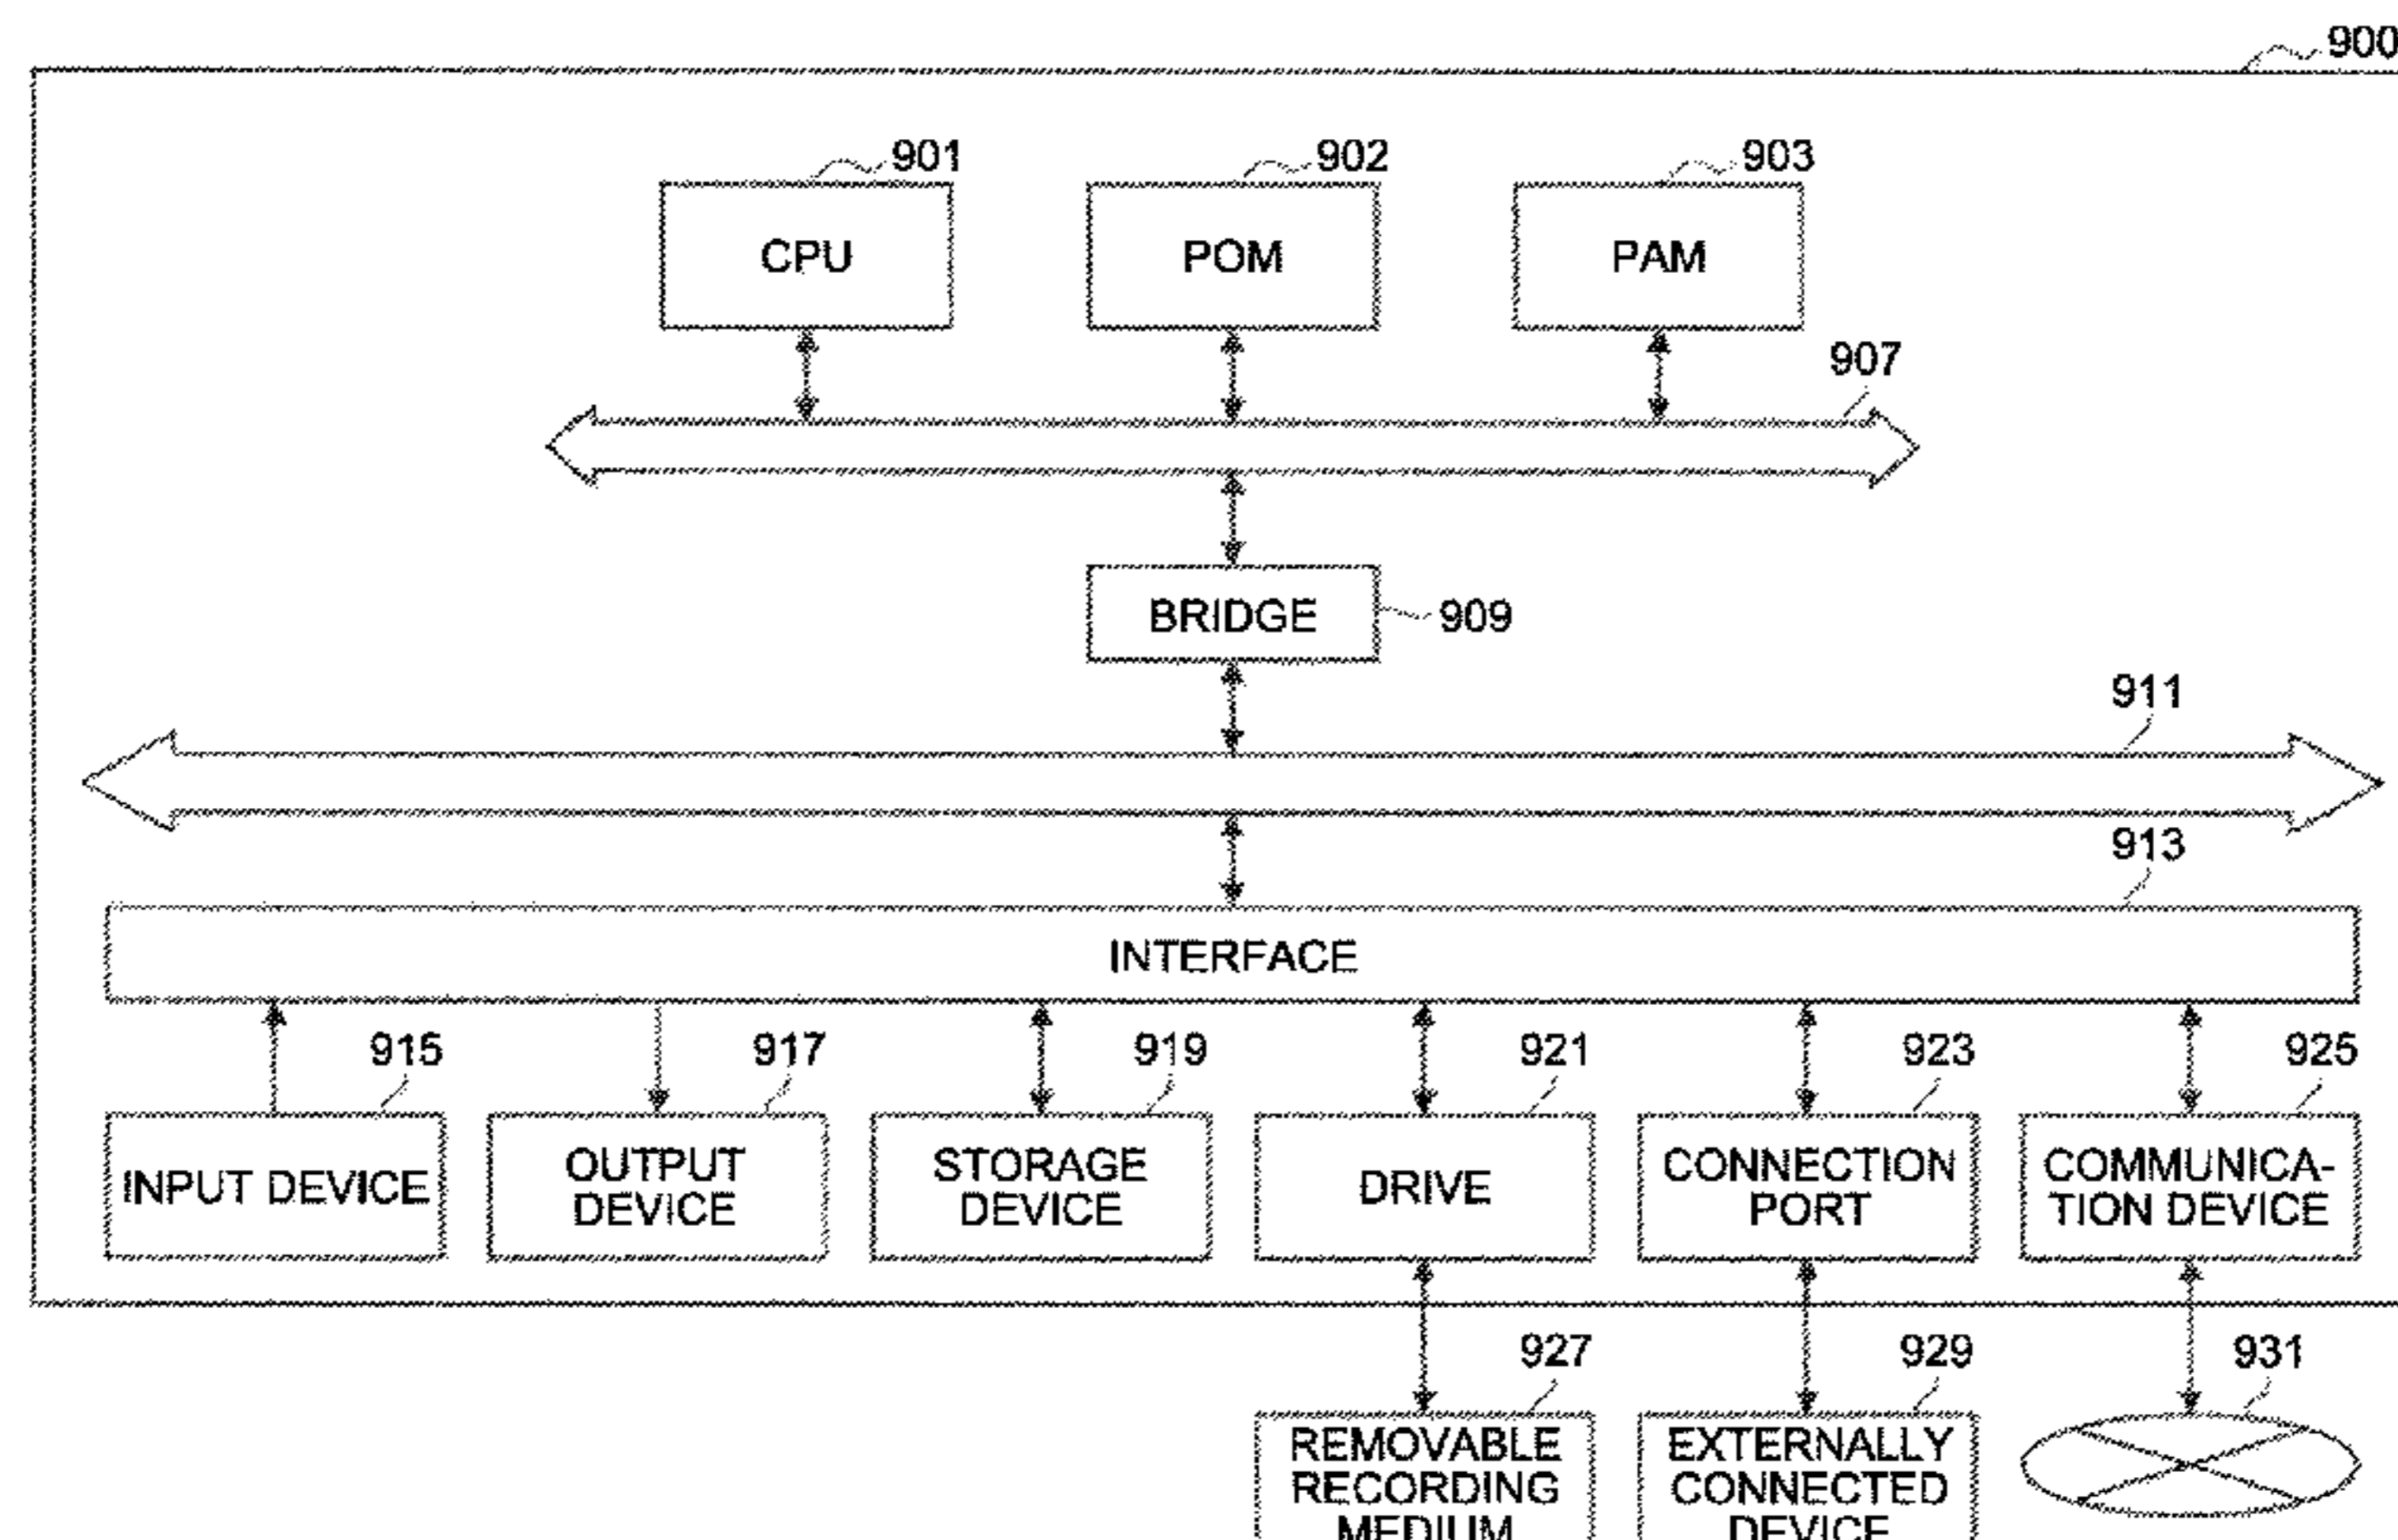 900
901
902
903
CPU
POM
PAM
907
BRIDGE
909
911
913
INTERFACE
915
917
919
921
923
925
INPUT DEVICE
OUTPUT
DEVICE
STORAGE
DEVICE
DRIVE
CONNECTION
PORT
COMMUNICA-
TION DEVICE
927
929
931
REMOVABLE
RECORDING
MEDIUM
EXTERNALLY
CONNECTED
DEVICE